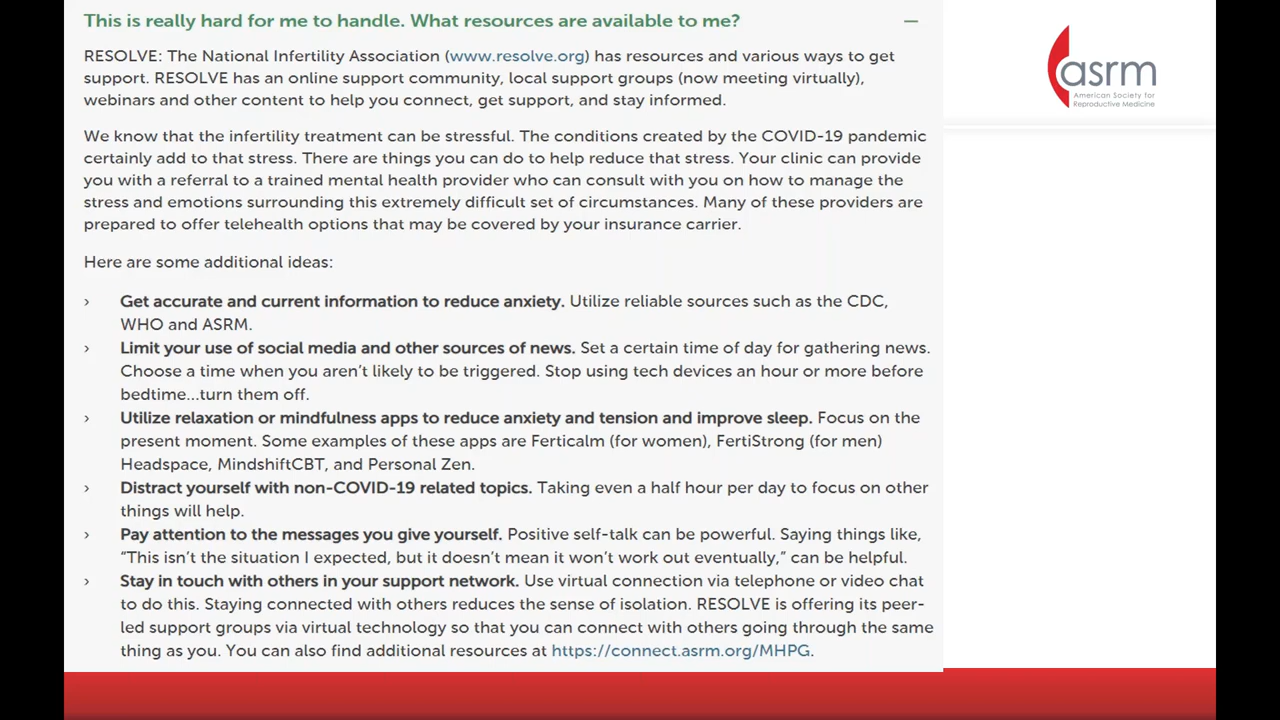 This is really hard for me to handle. What resources are available to me?
RESOLVE: The National Infertility Association (www.resolve.org) has resources and various ways to get
support. RESOLVE has an online support community, local support groups (now meeting virtually),
webinars and other content to help you connect, get support, and stay informed.
We know that the infertility treatment can be stressful. The conditions created by the COVID-19 pandemic
certainly add to that stress. There are things you can do to help reduce that stress. Your clinic can provide
you with a referral to a trained mental health provider who can consult with you on how to manage the
stress and emotions surrounding this extremely difficult set of circumstances. Many of these providers are
prepared to offer telehealth options that may be covered by your insurance carrier.
Here are some additional ideas:
› Get accurate and current information to reduce anxiety. Utilize reliable sources such as the CDC,
WHO and ASRM.
› Limit your use of social media and other sources of news. Set a certain time of day for gathering news.
Choose a time when you aren’t likely to be triggered. Stop using tech devices an hour or more before
bedtime...turn them off.
› Utilize relaxation or mindfulness apps to reduce anxiety and tension and improve sleep. Focus on the
present moment. Some examples of these apps are Ferticalm (for women), FertiStrong (for men)
Headspace, MindshiftCBT, and Personal Zen.
› Distract yourself with non-COVID-19 related topics. Taking even a half hour per day to focus on other
things will help.
› Pay attention to the messages you give yourself. Positive self-talk can be powerful. Saying things like,
“This isn’t the situation I expected, but it doesn’t mean it won’t work out eventually,” can be helpful.
› Stay in touch with others in your support network. Use virtual connection via telephone or video chat
to do this. Staying connected with others reduces the sense of isolation. RESOLVE is offering its peer-
led support groups via virtual technology so that you can connect with others going through the same
thing as you. You can also find additional resources at https://connect.asrm.org/MHPG.
asrm
American Society for
Reproductive Medicine